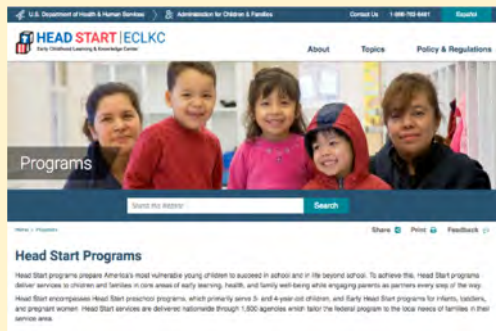 U.S. Department of Health & Human Services
Administration for Children & Families
Contact Us 1-866-763-6481 Español
HEAD START | ECLKC
Early Childhood Learning & Knowledge Center
About Topics Policy & Regulations
Programs
Search this Website Search
Home > Programs
Share Print Feedback
Head Start Programs
Head Start programs prepare America's most vulnerable young children to succeed in school and in life beyond school. To achieve this, Head Start programs
deliver services to children and families in core areas of early learning, health, and family well-being while engaging parents as partners every step of the way.
Head Start encompasses Head Start preschool programs, which primarily serve 3- and 4-year-old children, and Early Head Start programs for infants, toddlers,
and pregnant women. Head Start services are delivered nationwide through 1,600 agencies which tailor the federal program to the local needs of families in their
service area.